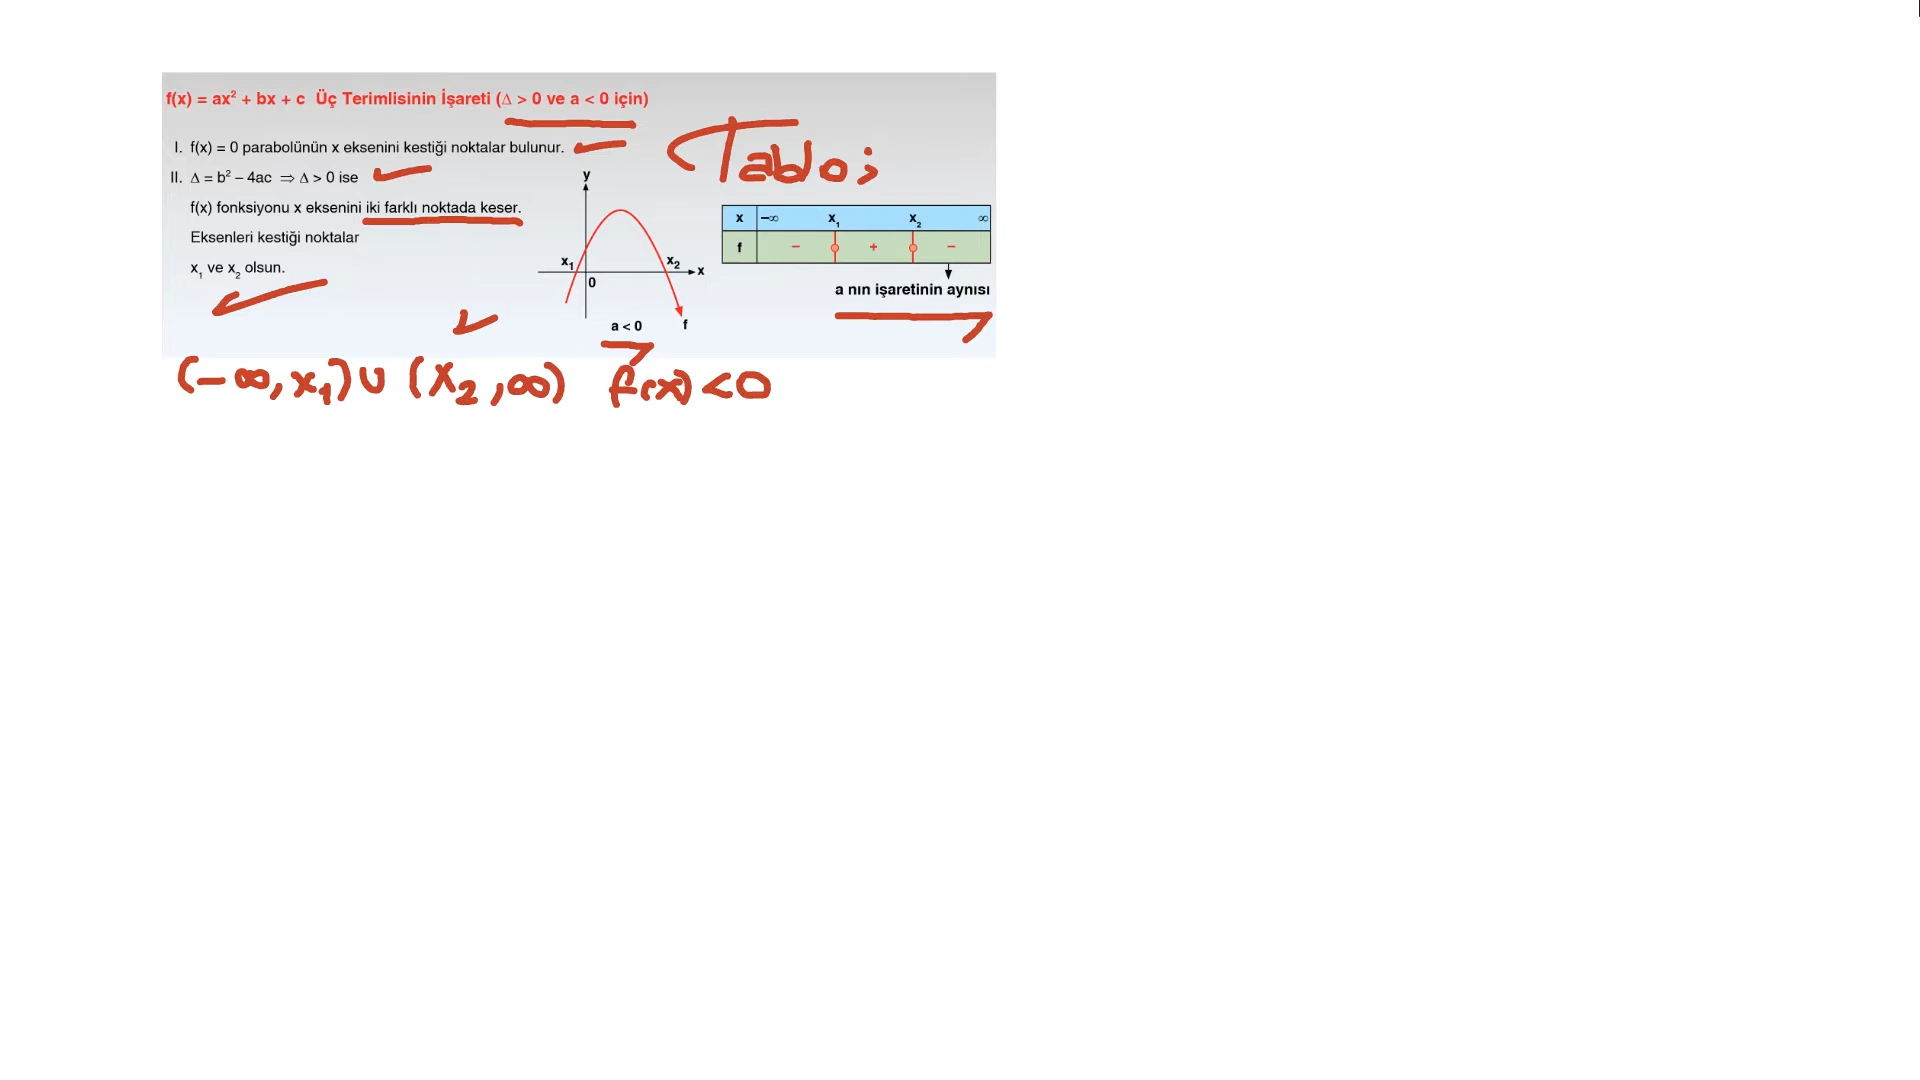 f(x) = ax² + bx + c Üç Terimlisinin İşareti (Δ > 0 ve a < 0 için)
I. f(x) = 0 parabolünün x eksenini kestiği noktalar bulunur.
II. Δ = b² – 4ac ⇒ Δ > 0 ise
f(x) fonksiyonu x eksenini iki farklı noktada keser.
Eksenleri kestiği noktalar
x₁ ve x₂ olsun.
y
x₁ x₂ x
0
a < 0 f
Tablo;
x –∞ x₁ x₂ ∞
f – + –
a nın işaretinin aynısı
(-∞, x₁) ∪ (x₂, ∞) f(x) < 0